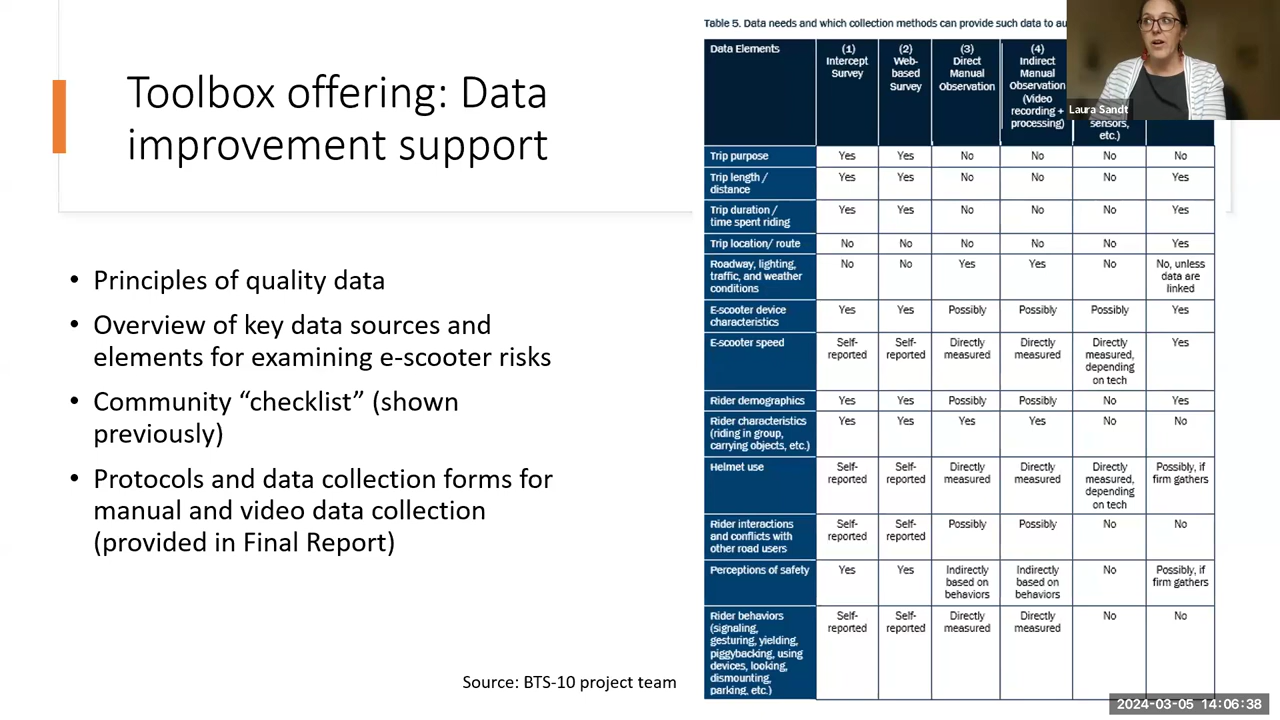 Toolbox offering: Data
improvement support
• Principles of quality data
• Overview of key data sources and
elements for examining e-scooter risks
• Community “checklist” (shown
previously)
• Protocols and data collection forms for
manual and video data collection
(provided in Final Report)
Source: BTS-10 project team
Table 5. Data needs and which collection methods can provide such data to
Data Elements
(1) Intercept Survey
(2) Web-based Survey
(3) Direct Manual Observation
(4) Indirect Manual Observation (Video recording + processing)
sensors, etc.)
Trip purpose Yes Yes No No No No
Trip length / distance Yes Yes No No No Yes
Trip duration / time spent riding Yes Yes No No No Yes
Trip location/ route No No No No No Yes
Roadway, lighting, traffic, and weather conditions No No Yes Yes No No, unless data are linked
E-scooter device characteristics Yes Yes Possibly Possibly Possibly Yes
E-scooter speed Self-reported Self-reported Directly measured Directly measured Directly measured, depending on tech Yes
Rider demographics Yes Yes Possibly Possibly No Yes
Rider characteristics (riding in group, carrying objects, etc.) Yes Yes Yes Yes No No
Helmet use Self-reported Self-reported Directly measured Directly measured Directly measured, depending on tech Possibly, if firm gathers
Rider interactions and conflicts with other road users Self-reported Self-reported Possibly Possibly No No
Perceptions of safety Yes Yes Indirectly based on behaviors Indirectly based on behaviors No Possibly, if firm gathers
Rider behaviors (signaling, gesturing, yielding, piggybacking, using devices, looking, dismounting, parking, etc.) Self-reported Self-reported Directly measured Directly measured No No
Laura Sandt
2024-03-05 14:06:38